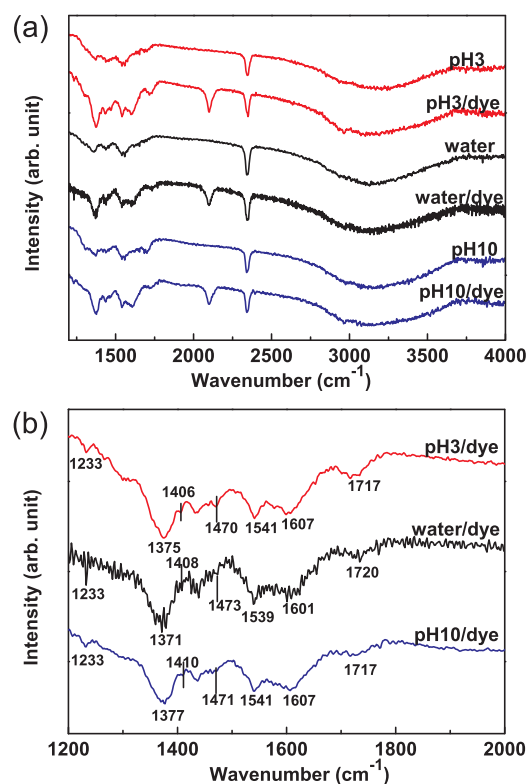 (a)
Intensity (arb. unit)
pH3
pH3/dye
water
water/dye
pH10
pH10/dye
1500 2000 2500 3000 3500 4000
Wavenumber (cm-1)
(b)
Intensity (arb. unit)
pH3/dye
1233
1406
1717
1470
1541
1607
1375
1408
water/dye
1233
1720
1473
1539
1601
1371
1410
pH10/dye
1233
1717
1471
1541
1607
1377
1200 1400 1600 1800 2000
Wavenumber (cm-1)